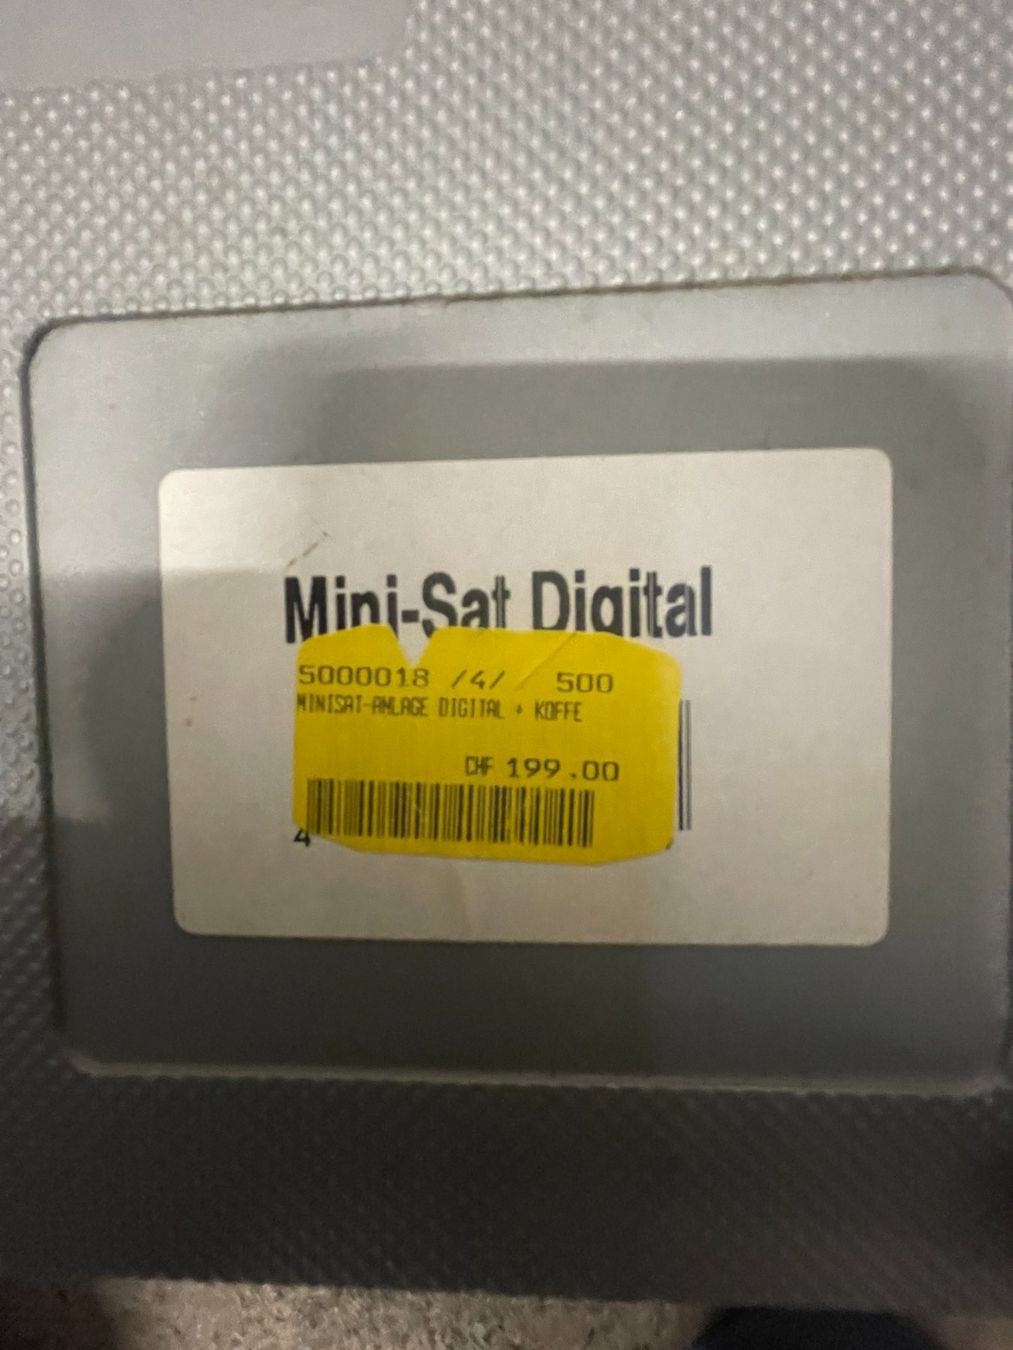 Mini-Sat Digital
5000018 /4/ 500
MINISAT-ANLAGE DIGITAL + KOFFE
CHF 199.00
4